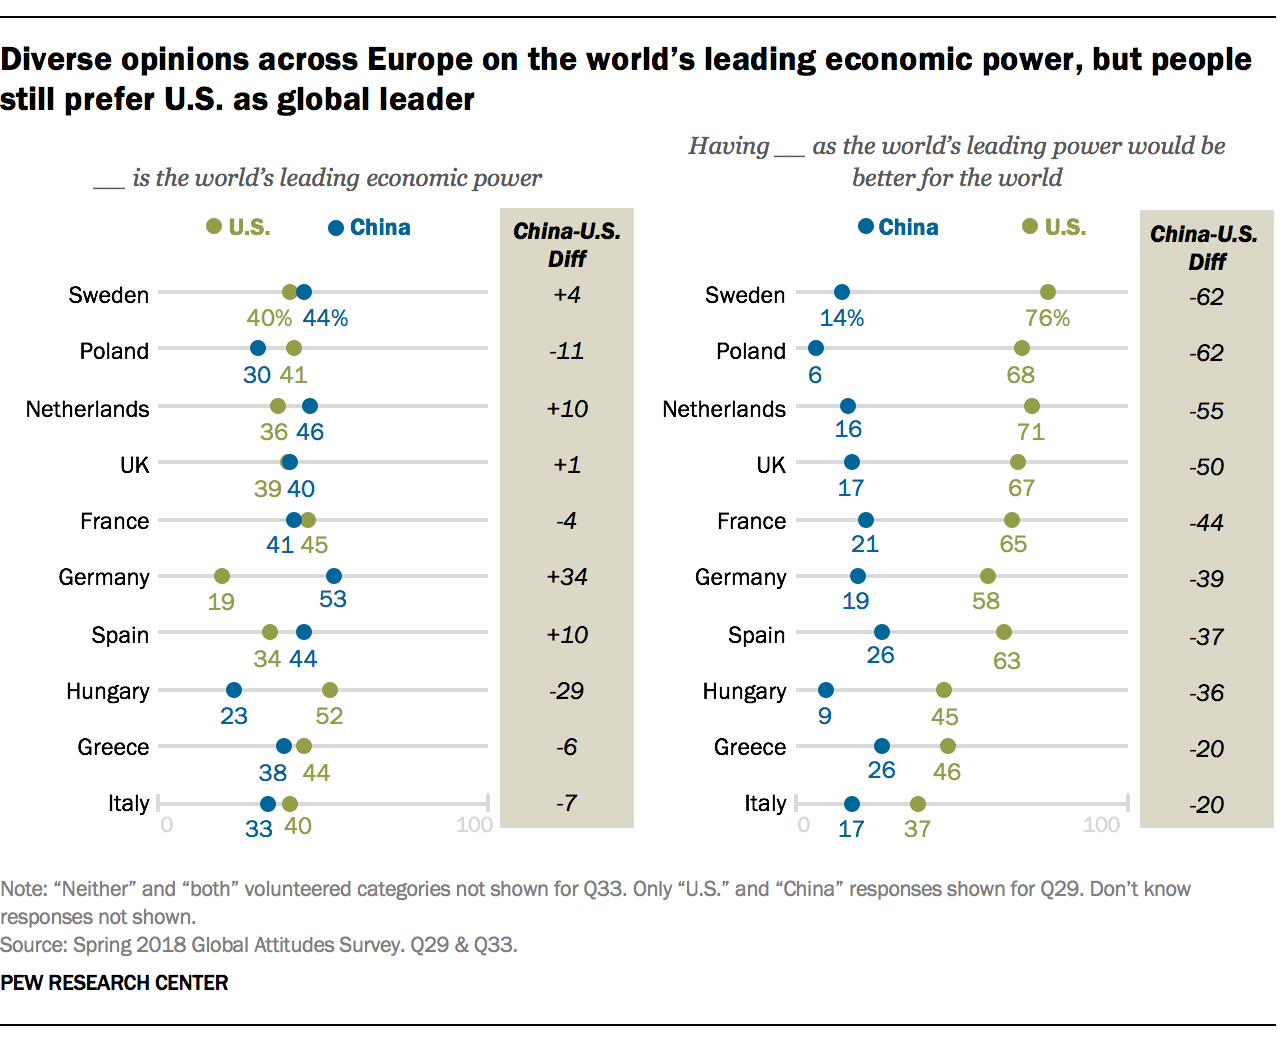 Diverse opinions across Europe on the world’s leading economic power, but people
still prefer U.S. as global leader
__ is the world’s leading economic power
U.S. China China-U.S.
Diff
Sweden +4
40% 44%
Poland -11
30 41
Netherlands +10
36 46
UK +1
39 40
France -4
41 45
Germany +34
19 53
Spain +10
34 44
Hungary -29
23 52
Greece -6
38 44
Italy -7
0 33 40 100
Having __ as the world’s leading power would be
better for the world
China U.S. China-U.S.
Diff
Sweden -62
14% 76%
Poland -62
6 68
Netherlands -55
16 71
UK -50
17 67
France -44
21 65
Germany -39
19 58
Spain -37
26 63
Hungary -36
9 45
Greece -20
26 46
Italy -20
0 17 37 100
Note: “Neither” and “both” volunteered categories not shown for Q33. Only “U.S.” and “China” responses shown for Q29. Don’t know
responses not shown.
Source: Spring 2018 Global Attitudes Survey. Q29 & Q33.
PEW RESEARCH CENTER